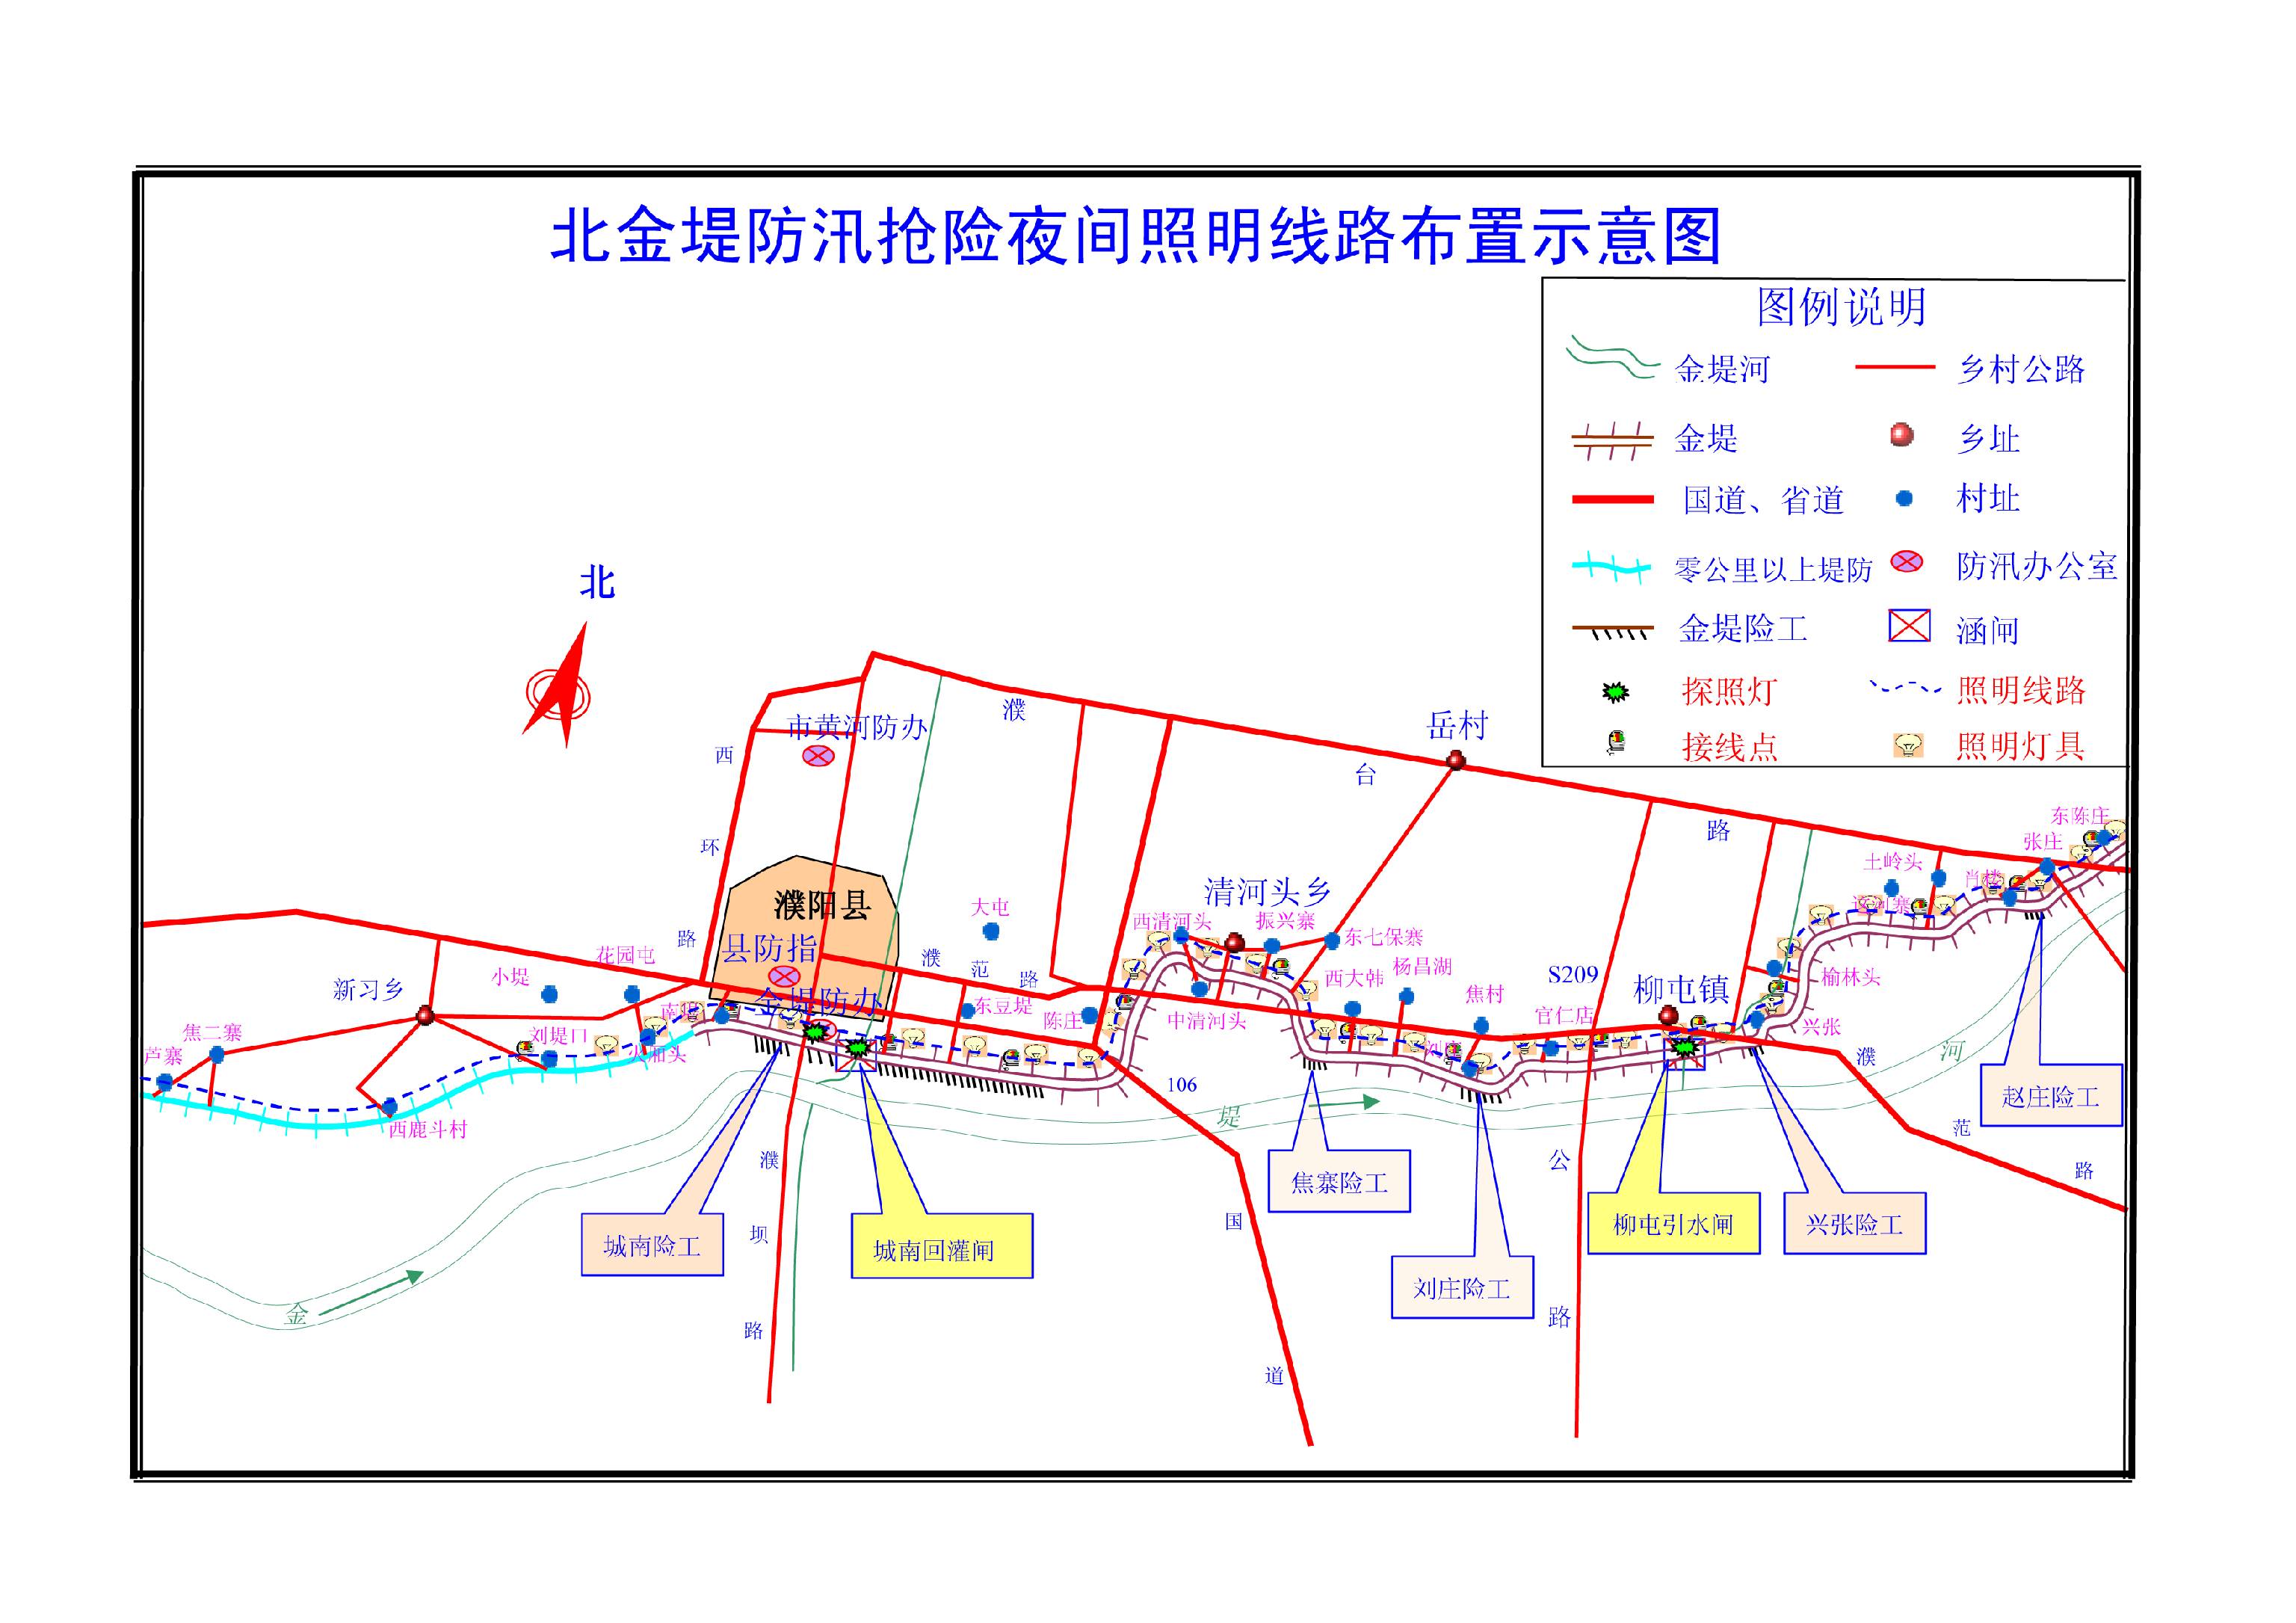 北金堤防汛抢险夜间照明线路布置示意图
图例说明
金堤河
乡村公路
金堤
乡址
国道、省道
村址
零公里以上堤防
防汛办公室
金堤险工
涵闸
探照灯
照明线路
接线点
照明灯具
北
市黄河防办
西
环
路
濮
台
路
岳村
濮阳县
县防指
金堤防办
濮
范
路
大屯
清河头乡
西清河头
振兴寨
东七保寨
西大韩
杨昌湖
焦村
S209
官仁店
柳屯镇
土岭头
肖楼
张庄
东陈庄
榆林头
兴张
花园屯
小堤
新习乡
焦二寨
芦寨
刘堤口
西鹿斗村
东豆堤
陈庄
中清河头
刘庄
106
国
道
濮
坝
路
公
路
濮
范
路
金
堤
河
城南险工
城南回灌闸
焦寨险工
刘庄险工
柳屯引水闸
兴张险工
赵庄险工